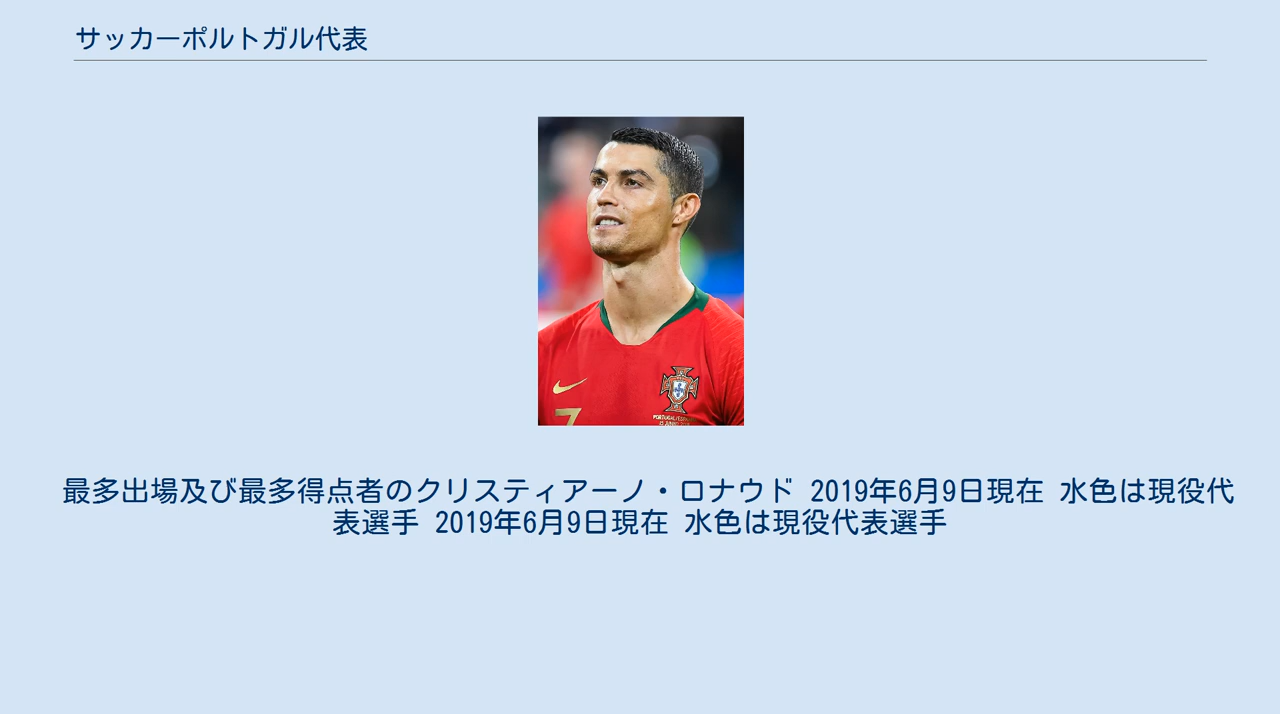 サッカーポルトガル代表
7
最多出場及び最多得点者のクリスティアーノ・ロナウド 2019年6月9日現在 水色は現役代
表選手 2019年6月9日現在 水色は現役代表選手